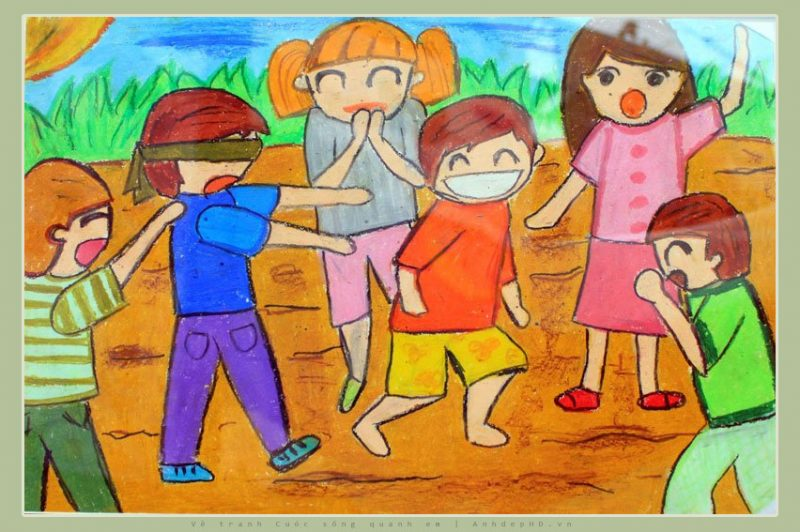 Vẽ tranh Cuộc sống quanh em | AnhdepHD.vn